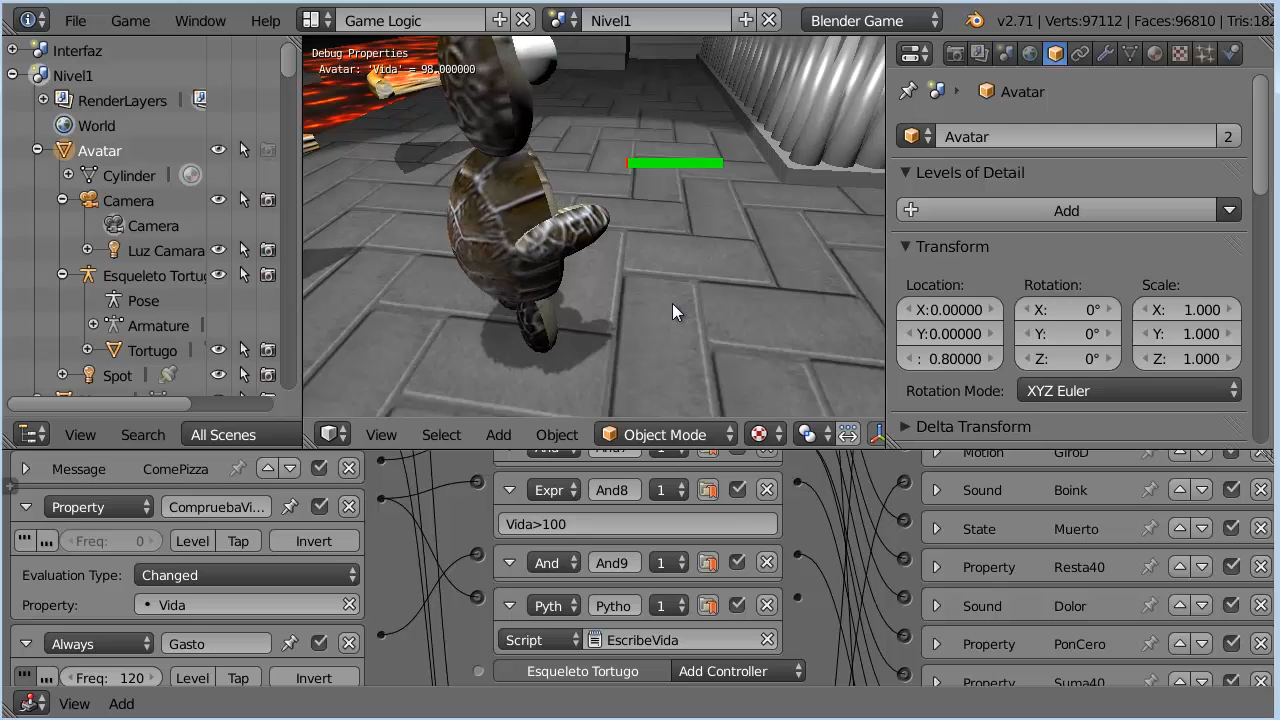 File Game Window Help Game Logic Nivel1 Blender Game v2.71 | Verts:97112 | Faces:96810 | Tris:18
Interfaz
Nivel1
RenderLayers
World
Avatar
Cylinder
Camera
Camera
Luz Camara
Esqueleto Tortug
Pose
Armature
Tortugo
Spot
View Search All Scenes
Debug Properties
Avatar: 'Vida' = 98.000000
View Select Add Object Object Mode
Avatar
Avatar 2
Levels of Detail
Add
Transform
Location: Rotation: Scale:
X:0.00000 X: 0° X: 1.000
Y:0.00000 Y: 0° Y: 1.000
: 0.80000 Z: 0° Z: 1.000
Rotation Mode: XYZ Euler
Delta Transform
Message ComePizza
Property CompruebaVi...
Freq: 0 Level Tap Invert
Evaluation Type: Changed
Property: Vida
Always Gasto
Freq: 120 Level Tap Invert
View Add
Expr And8 1
Vida>100
And And9 1
Pyth Pytho 1
Script EscribeVida
Esqueleto Tortugo Add Controller
Motion GiroD
Sound Boink
State Muerto
Property Resta40
Sound Dolor
Property PonCero
Property Suma40